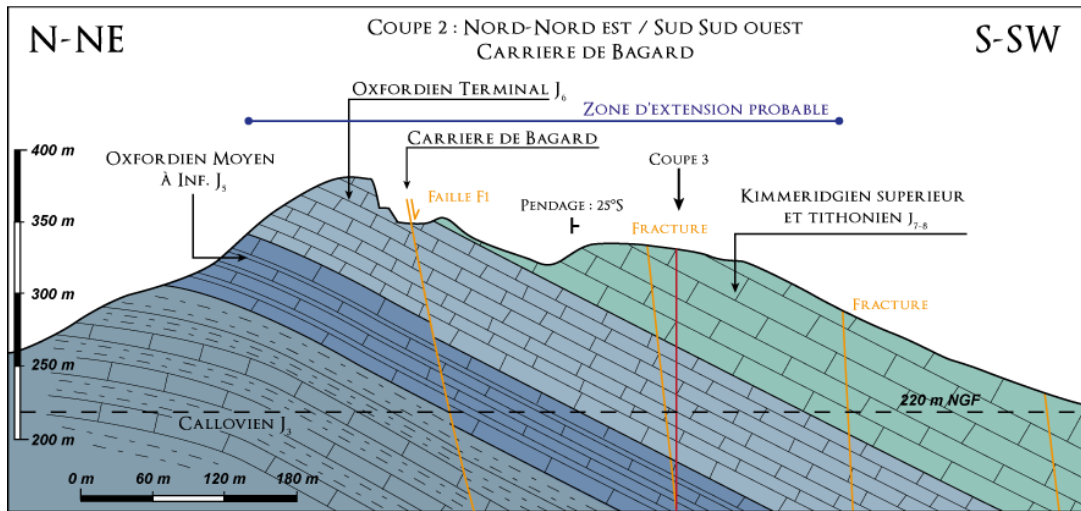 N-NE
Coupe 2 : Nord-Nord est / Sud Sud ouest
Carriere de Bagard
S-SW
Oxfordien Terminal J6
Zone d'extension probable
Carriere de Bagard
Oxfordien Moyen
à Inf. J5
Coupe 3
Kimmeridgien superieur
et tithonien J7-8
Faille F1
Pendage : 25°S
Fracture
Fracture
400 m
350 m
300 m
250 m
200 m
220 m NGF
Callovien J3
0 m 60 m 120 m 180 m